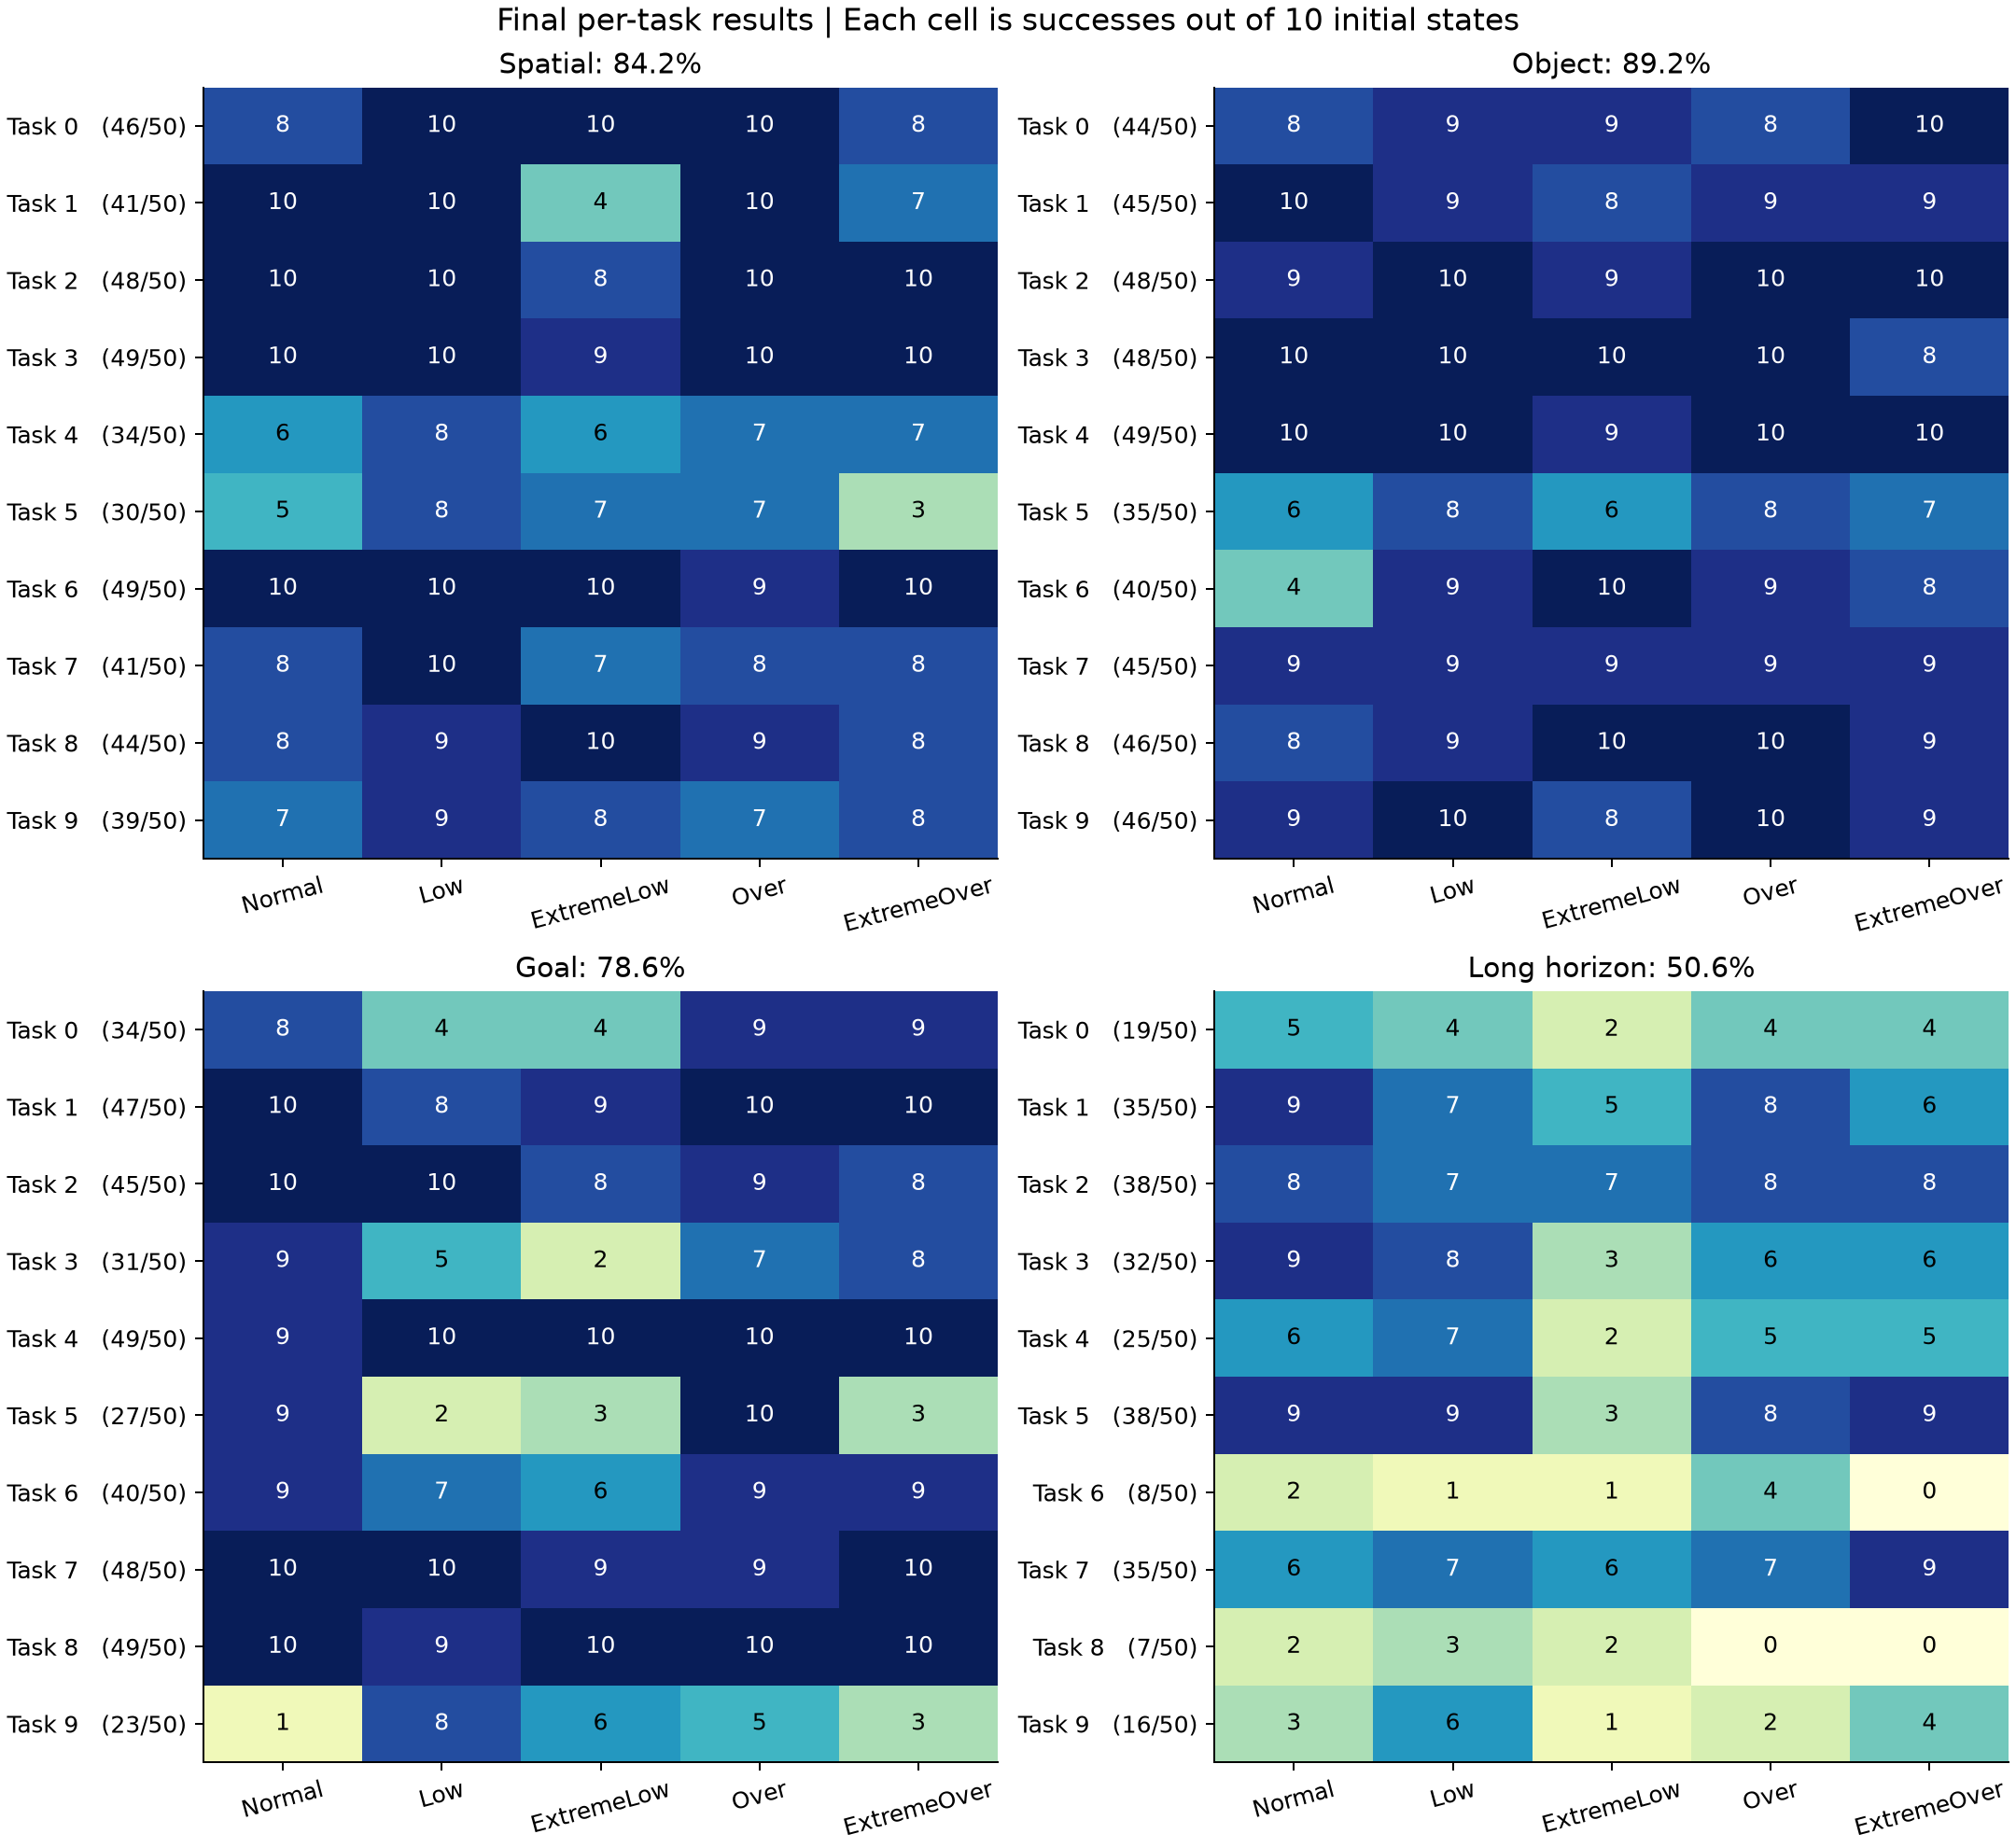 Final per-task results | Each cell is successes out of 10 initial states
Spatial: 84.2%
Task 0 (46/50) 8 10 10 10 8
Task 1 (41/50) 10 10 4 10 7
Task 2 (48/50) 10 10 8 10 10
Task 3 (49/50) 10 10 9 10 10
Task 4 (34/50) 6 8 6 7 7
Task 5 (30/50) 5 8 7 7 3
Task 6 (49/50) 10 10 10 9 10
Task 7 (41/50) 8 10 7 8 8
Task 8 (44/50) 8 9 10 9 8
Task 9 (39/50) 7 9 8 7 8
Normal Low ExtremeLow Over ExtremeOver
Object: 89.2%
Task 0 (44/50) 8 9 9 8 10
Task 1 (45/50) 10 9 8 9 9
Task 2 (48/50) 9 10 9 10 10
Task 3 (48/50) 10 10 10 10 8
Task 4 (49/50) 10 10 9 10 10
Task 5 (35/50) 6 8 6 8 7
Task 6 (40/50) 4 9 10 9 8
Task 7 (45/50) 9 9 9 9 9
Task 8 (46/50) 8 9 10 10 9
Task 9 (46/50) 9 10 8 10 9
Normal Low ExtremeLow Over ExtremeOver
Goal: 78.6%
Task 0 (34/50) 8 4 4 9 9
Task 1 (47/50) 10 8 9 10 10
Task 2 (45/50) 10 10 8 9 8
Task 3 (31/50) 9 5 2 7 8
Task 4 (49/50) 9 10 10 10 10
Task 5 (27/50) 9 2 3 10 3
Task 6 (40/50) 9 7 6 9 9
Task 7 (48/50) 10 10 9 9 10
Task 8 (49/50) 10 9 10 10 10
Task 9 (23/50) 1 8 6 5 3
Normal Low ExtremeLow Over ExtremeOver
Long horizon: 50.6%
Task 0 (19/50) 5 4 2 4 4
Task 1 (35/50) 9 7 5 8 6
Task 2 (38/50) 8 7 7 8 8
Task 3 (32/50) 9 8 3 6 6
Task 4 (25/50) 6 7 2 5 5
Task 5 (38/50) 9 9 3 8 9
Task 6 (8/50) 2 1 1 4 0
Task 7 (35/50) 6 7 6 7 9
Task 8 (7/50) 2 3 2 0 0
Task 9 (16/50) 3 6 1 2 4
Normal Low ExtremeLow Over ExtremeOver